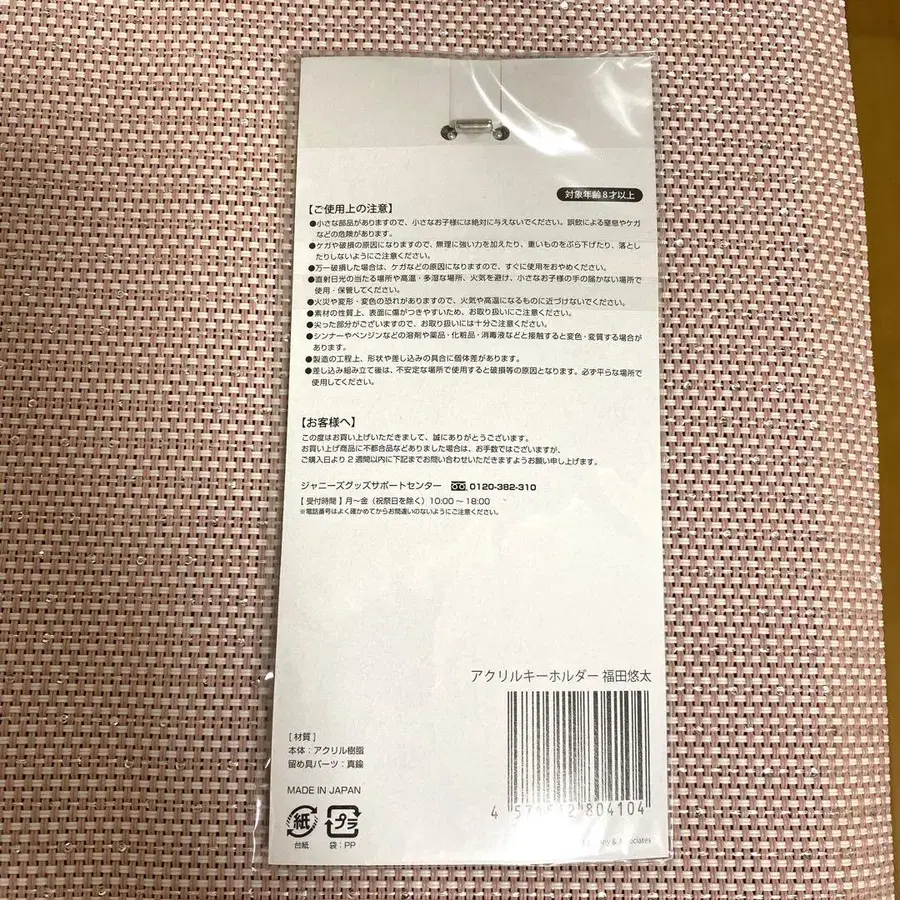 対象年齢8才以上
【ご使用上の注意】
●小さな部品がありますので、小さなお子様には絶対に与えないでください。誤飲による窒息やケガ
などの危険があります。
●ケガや破損の原因になりますので、無理に強い力を加えたり、重いものをぶら下げたり、落とし
たりしないようにご注意ください。
●万一破損した場合は、ケガなどの原因になりますので、すぐに使用をおやめください。
●直射日光の当たる場所や高温・多湿な場所、火気を避け、小さなお子様の手の届かない場所で
使用・保管してください。
●火災や変形・変色の恐れがありますので、火気や高温になるものに近づけないでください。
●素材の性質上、表面に傷がつきやすいため、お取り扱いにご注意ください。
●尖った部分がございますので、お取り扱いには十分ご注意ください。
●シンナーやベンジンなどの溶剤や薬品・化粧品・消毒液などと接触すると変色・変質する場合が
あります。
●製造の工程上、形状や差し込みの具合に個体差があります。
●差し込み組み立て後は、不安定な場所で使用すると破損等の原因となります。必ず平らな場所で
使用してください。
【お客様へ】
この度はお買い上げいただきまして、誠にありがとうございます。
お買い上げ商品に不都合品などありました場合は、お手数ではございますが、
ご購入日より2週間以内に下記までお問い合わせいただきますようお願い申し上げます。
ジャニーズグッズサポートセンター 0120-382-310
【受付時間】月〜金(祝祭日を除く)10:00〜18:00
※電話番号はよく確かめてからお間違いのないようにご注意ください。
アクリルキーホルダー 福田悠太
[材質]
本体:アクリル樹脂
留め具パーツ:真鍮
MADE IN JAPAN
紙
プラ
台紙
袋:PP
804104
& Associates